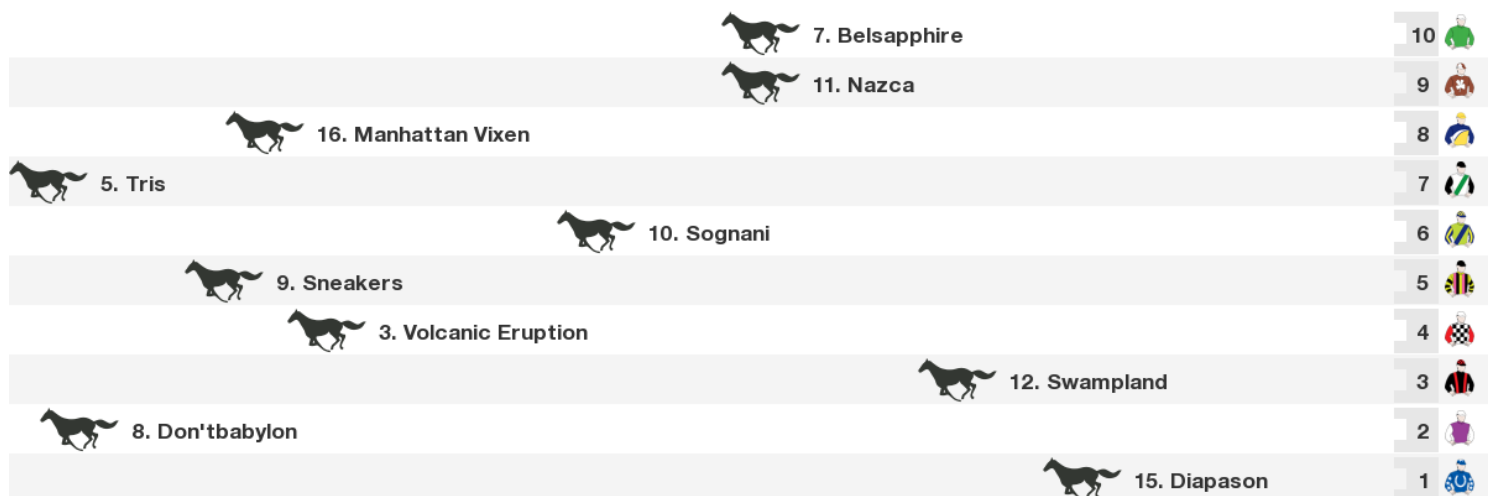 7. Belsapphire 10
11. Nazca 9
16. Manhattan Vixen 8
5. Tris 7
10. Sognani 6
9. Sneakers 5
3. Volcanic Eruption 4
12. Swampland 3
8. Don'tbabylon 2
15. Diapason 1